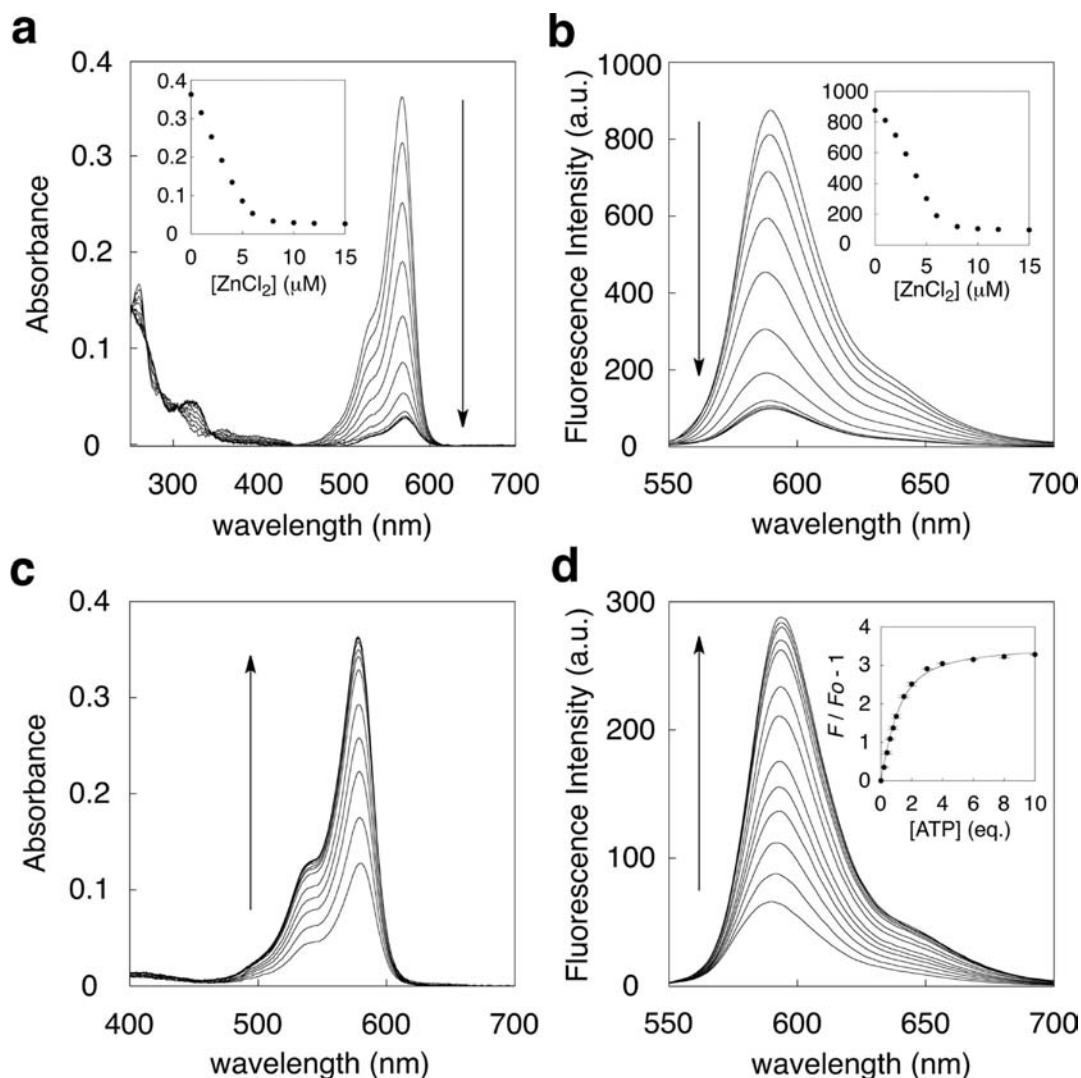 a
0.4
0.3
0.2
0.1
0
Absorbance
300 400 500 600 700
wavelength (nm)
0.4
0.3
0.2
0.1
0
0 5 10 15
[ZnCl₂] (μM)
b
1000
800
600
400
200
0
Fluorescence Intensity (a.u.)
550 600 650 700
wavelength (nm)
1000
800
600
400
200
0
0 5 10 15
[ZnCl₂] (μM)
c
0.4
0.3
0.2
0.1
0
Absorbance
400 500 600 700
wavelength (nm)
d
300
200
100
0
Fluorescence Intensity (a.u.)
550 600 650 700
wavelength (nm)
4
3
2
1
0
F / Fo - 1
0 2 4 6 8 10
[ATP] (eq.)